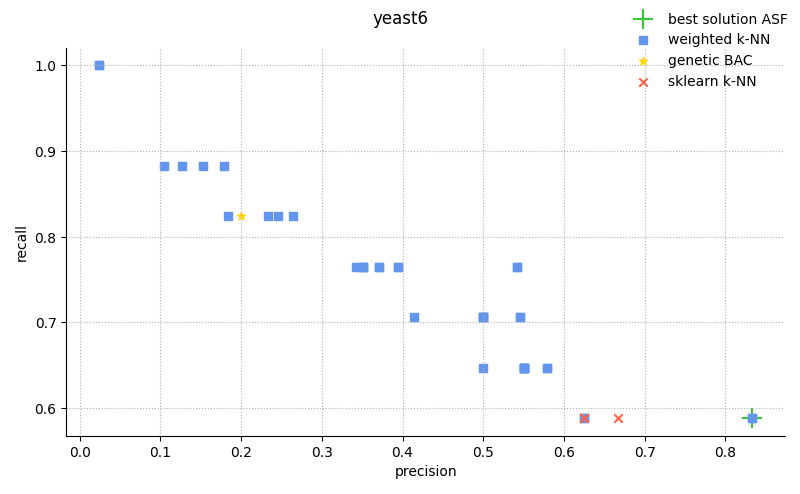 yeast6
best solution ASF
weighted k-NN
genetic BAC
sklearn k-NN
recall
1.0
0.9
0.8
0.7
0.6
0.0 0.1 0.2 0.3 0.4 0.5 0.6 0.7 0.8
precision